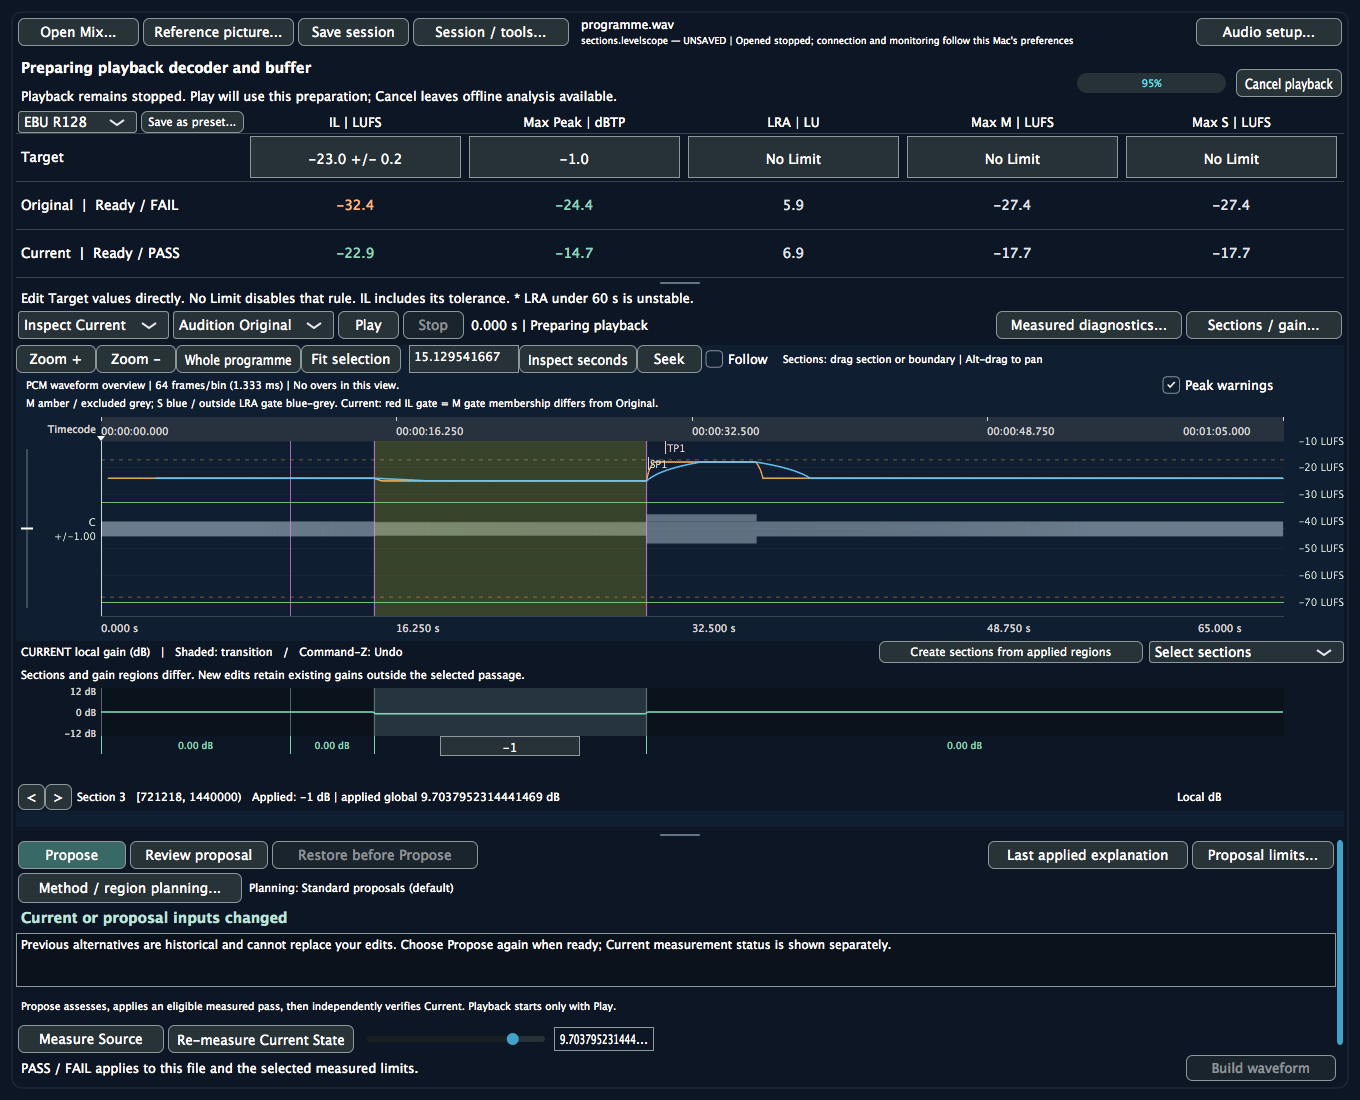 Open Mix...
Reference picture...
Save session
Session / tools...
programme.wav
sections.levelscope — UNSAVED | Opened stopped; connection and monitoring follow this Mac's preferences
Audio setup...
Preparing playback decoder and buffer
Playback remains stopped. Play will use this preparation; Cancel leaves offline analysis available.
95%
Cancel playback
EBU R128
Save as preset...
IL | LUFS
Max Peak | dBTP
LRA | LU
Max M | LUFS
Max S | LUFS
Target
-23.0 +/- 0.2
-1.0
No Limit
No Limit
No Limit
Original | Ready / FAIL
-32.4
-24.4
5.9
-27.4
-27.4
Current | Ready / PASS
-22.9
-14.7
6.9
-17.7
-17.7
Edit Target values directly. No Limit disables that rule. IL includes its tolerance. * LRA under 60 s is unstable.
Inspect Current
Audition Original
Play
Stop
0.000 s | Preparing playback
Measured diagnostics...
Sections / gain...
Zoom +
Zoom -
Whole programme
Fit selection
15.129541667
Inspect seconds
Seek
Follow
Sections: drag section or boundary | Alt-drag to pan
PCM waveform overview | 64 frames/bin (1.333 ms) | No overs in this view.
Peak warnings
M amber / excluded grey; S blue / outside LRA gate blue-grey. Current: red IL gate = M gate membership differs from Original.
Timecode
00:00:00.000
00:00:16.250
00:00:32.500
00:00:48.750
00:01:05.000
-10 LUFS
TP1
SP1
-20 LUFS
-30 LUFS
C
+/-1.00
-40 LUFS
-50 LUFS
-60 LUFS
-70 LUFS
0.000 s
16.250 s
32.500 s
48.750 s
65.000 s
CURRENT local gain (dB) | Shaded: transition / Command-Z: Undo
Create sections from applied regions
Select sections
Sections and gain regions differ. New edits retain existing gains outside the selected passage.
12 dB
0 dB
-12 dB
0.00 dB
0.00 dB
-1
0.00 dB
<
>
Section 3 [721218, 1440000) Applied: -1 dB | applied global 9.7037952314441469 dB
Local dB
Propose
Review proposal
Restore before Propose
Last applied explanation
Proposal limits...
Method / region planning...
Planning: Standard proposals (default)
Current or proposal inputs changed
Previous alternatives are historical and cannot replace your edits. Choose Propose again when ready; Current measurement status is shown separately.
Propose assesses, applies an eligible measured pass, then independently verifies Current. Playback starts only with Play.
Measure Source
Re-measure Current State
9.703795231444...
PASS / FAIL applies to this file and the selected measured limits.
Build waveform